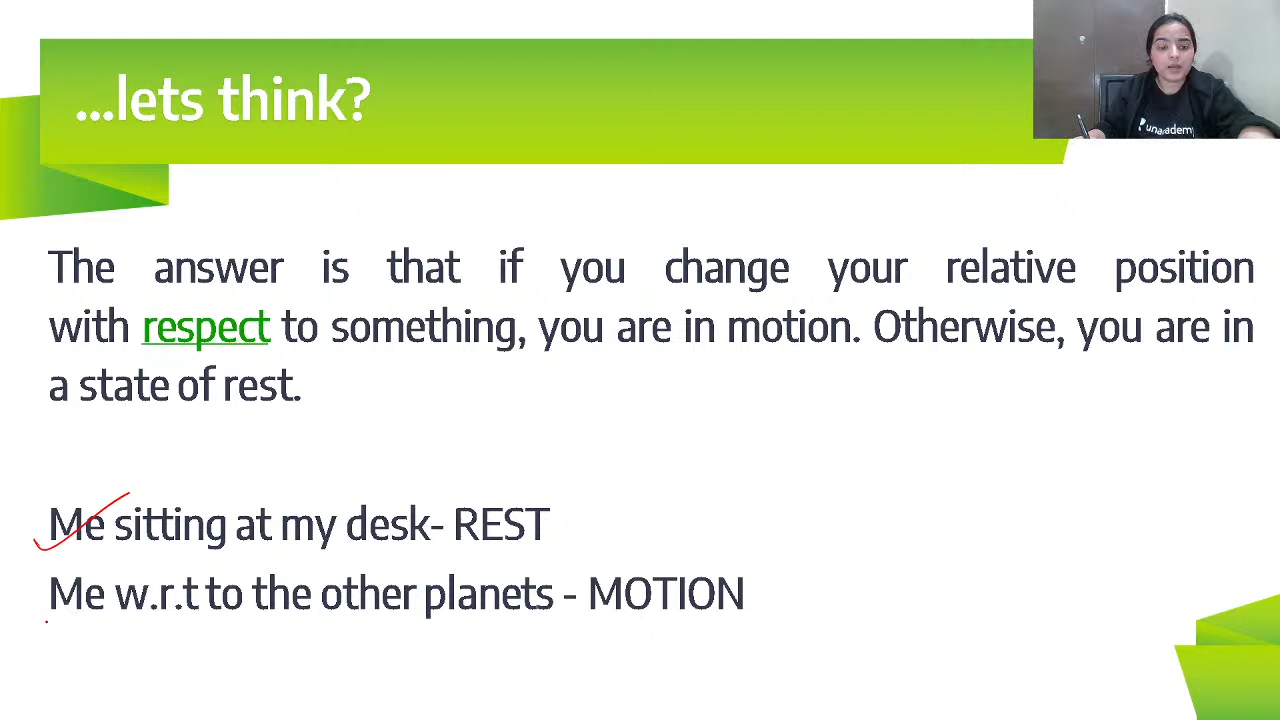 ...lets think?
unacademy
The answer is that if you change your relative position
with respect to something, you are in motion. Otherwise, you are in
a state of rest.
Me sitting at my desk- REST
Me w.r.t to the other planets - MOTION